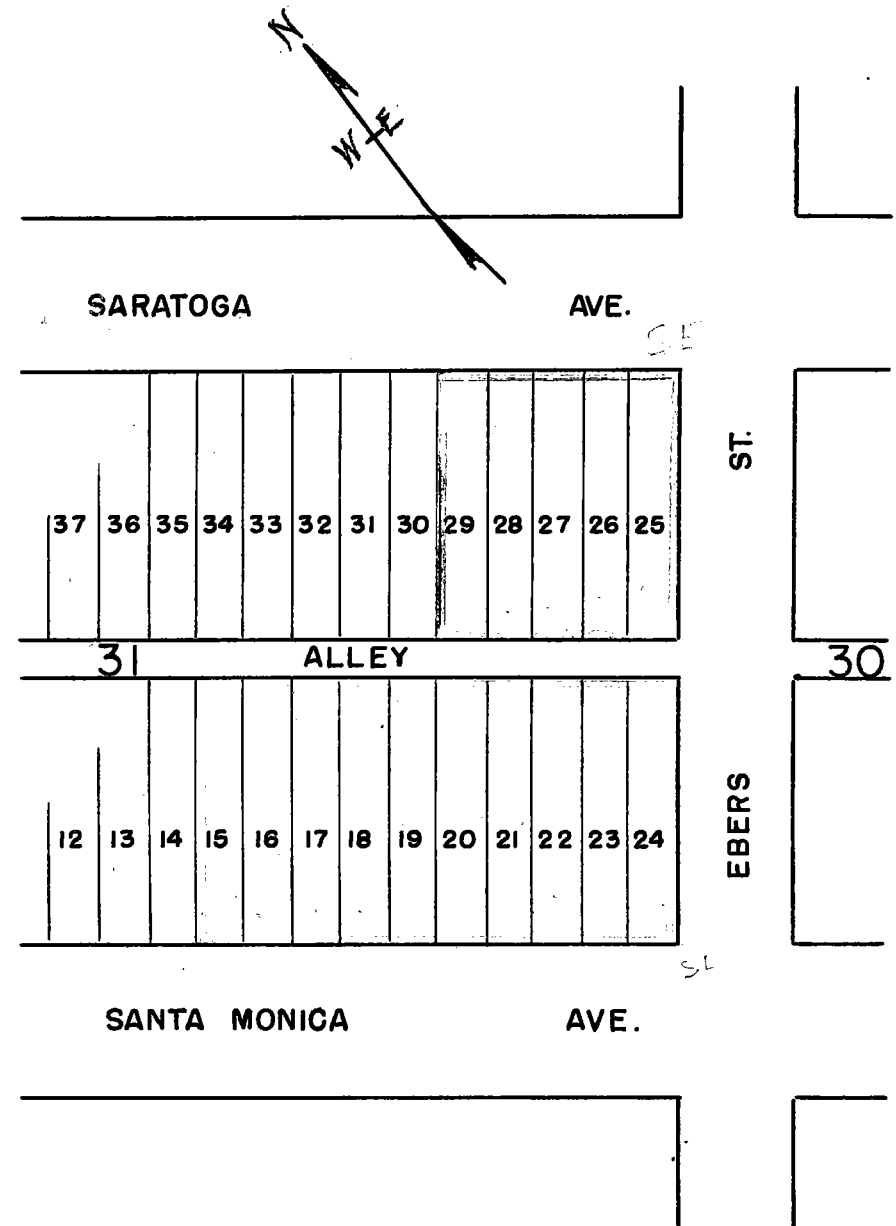 N
W E
SARATOGA AVE.
ST.
37 36 35 34 33 32 31 30 29 28 27 26 25
31 ALLEY 30
12 13 14 15 16 17 18 19 20 21 22 23 24
EBERS
SANTA MONICA AVE.